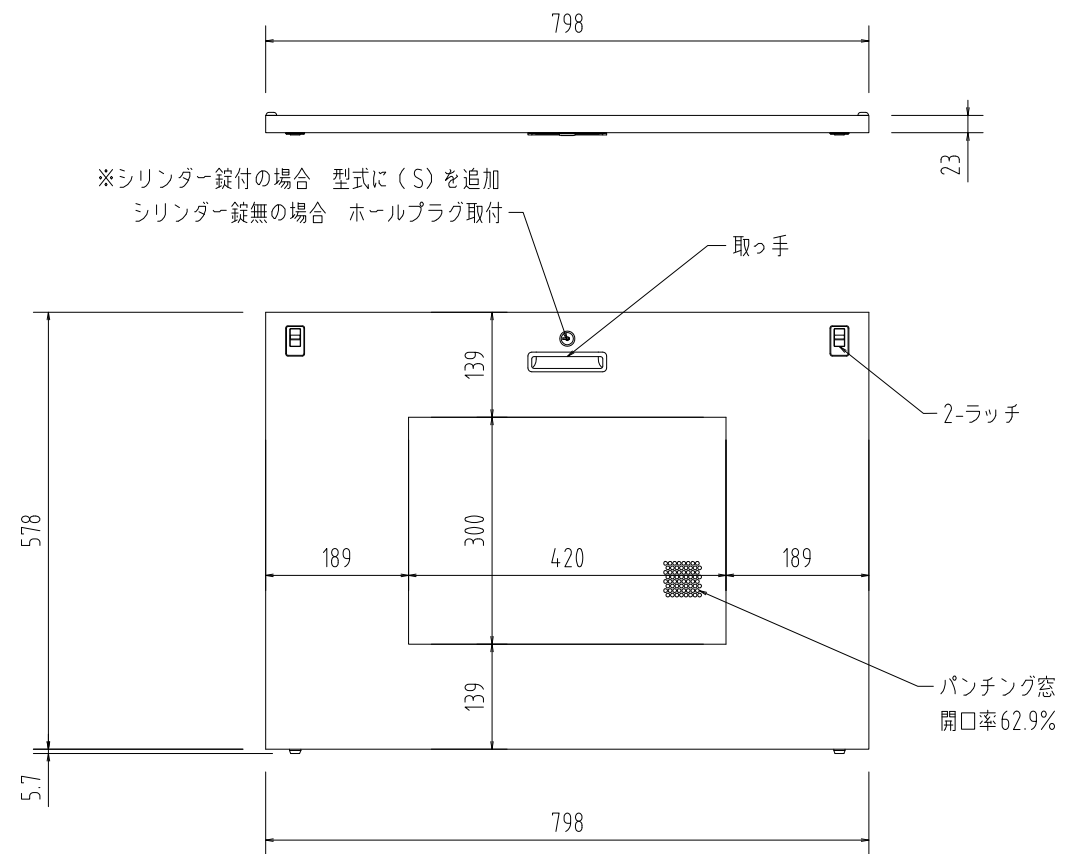 798
23
※シリンダー錠付の場合　型式に（S）を追加
シリンダー錠無の場合　ホールプラグ取付
取っ手
139
2-ラッチ
578
300
189
420
189
139
パンチング窓
開口率62.9%
5.7
798